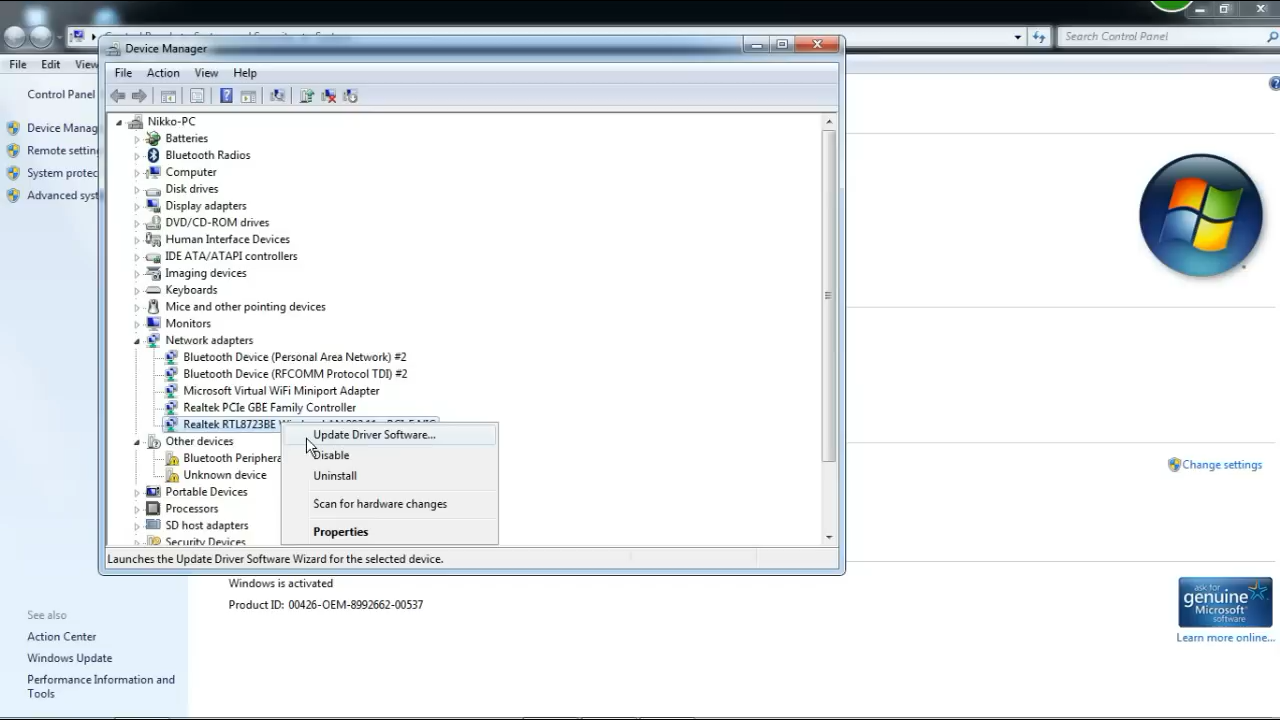 Search Control Panel
File Edit View
Device Manager
File Action View Help
Control Panel
Device Manag
Remote setting
System protec
Advanced syst
Nikko-PC
Batteries
Bluetooth Radios
Computer
Disk drives
Display adapters
DVD/CD-ROM drives
Human Interface Devices
IDE ATA/ATAPI controllers
Imaging devices
Keyboards
Mice and other pointing devices
Monitors
Network adapters
Bluetooth Device (Personal Area Network) #2
Bluetooth Device (RFCOMM Protocol TDI) #2
Microsoft Virtual WiFi Miniport Adapter
Realtek PCIe GBE Family Controller
Realtek RTL8723BE
Other devices
Bluetooth Periphera
Unknown device
Portable Devices
Processors
SD host adapters
Security Devices
Update Driver Software...
Disable
Uninstall
Scan for hardware changes
Properties
Launches the Update Driver Software Wizard for the selected device.
Change settings
Windows is activated
Product ID: 00426-OEM-8992662-00537
See also
Action Center
Windows Update
Performance Information and
Tools
ask for
genuine
Microsoft
software
Learn more online...